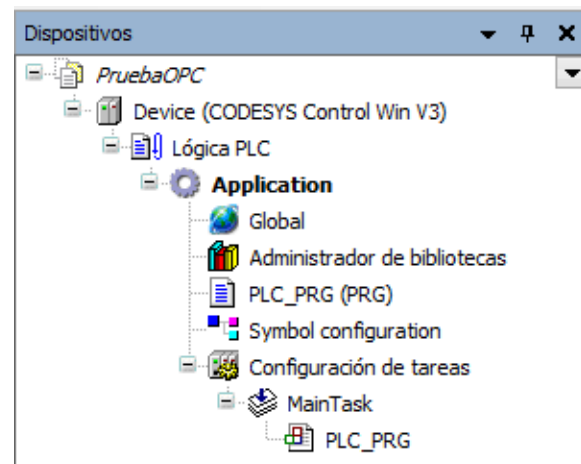 Dispositivos
PruebaOPC
Device (CODESYS Control Win V3)
Lógica PLC
Application
Global
Administrador de bibliotecas
PLC_PRG (PRG)
Symbol configuration
Configuración de tareas
MainTask
PLC_PRG